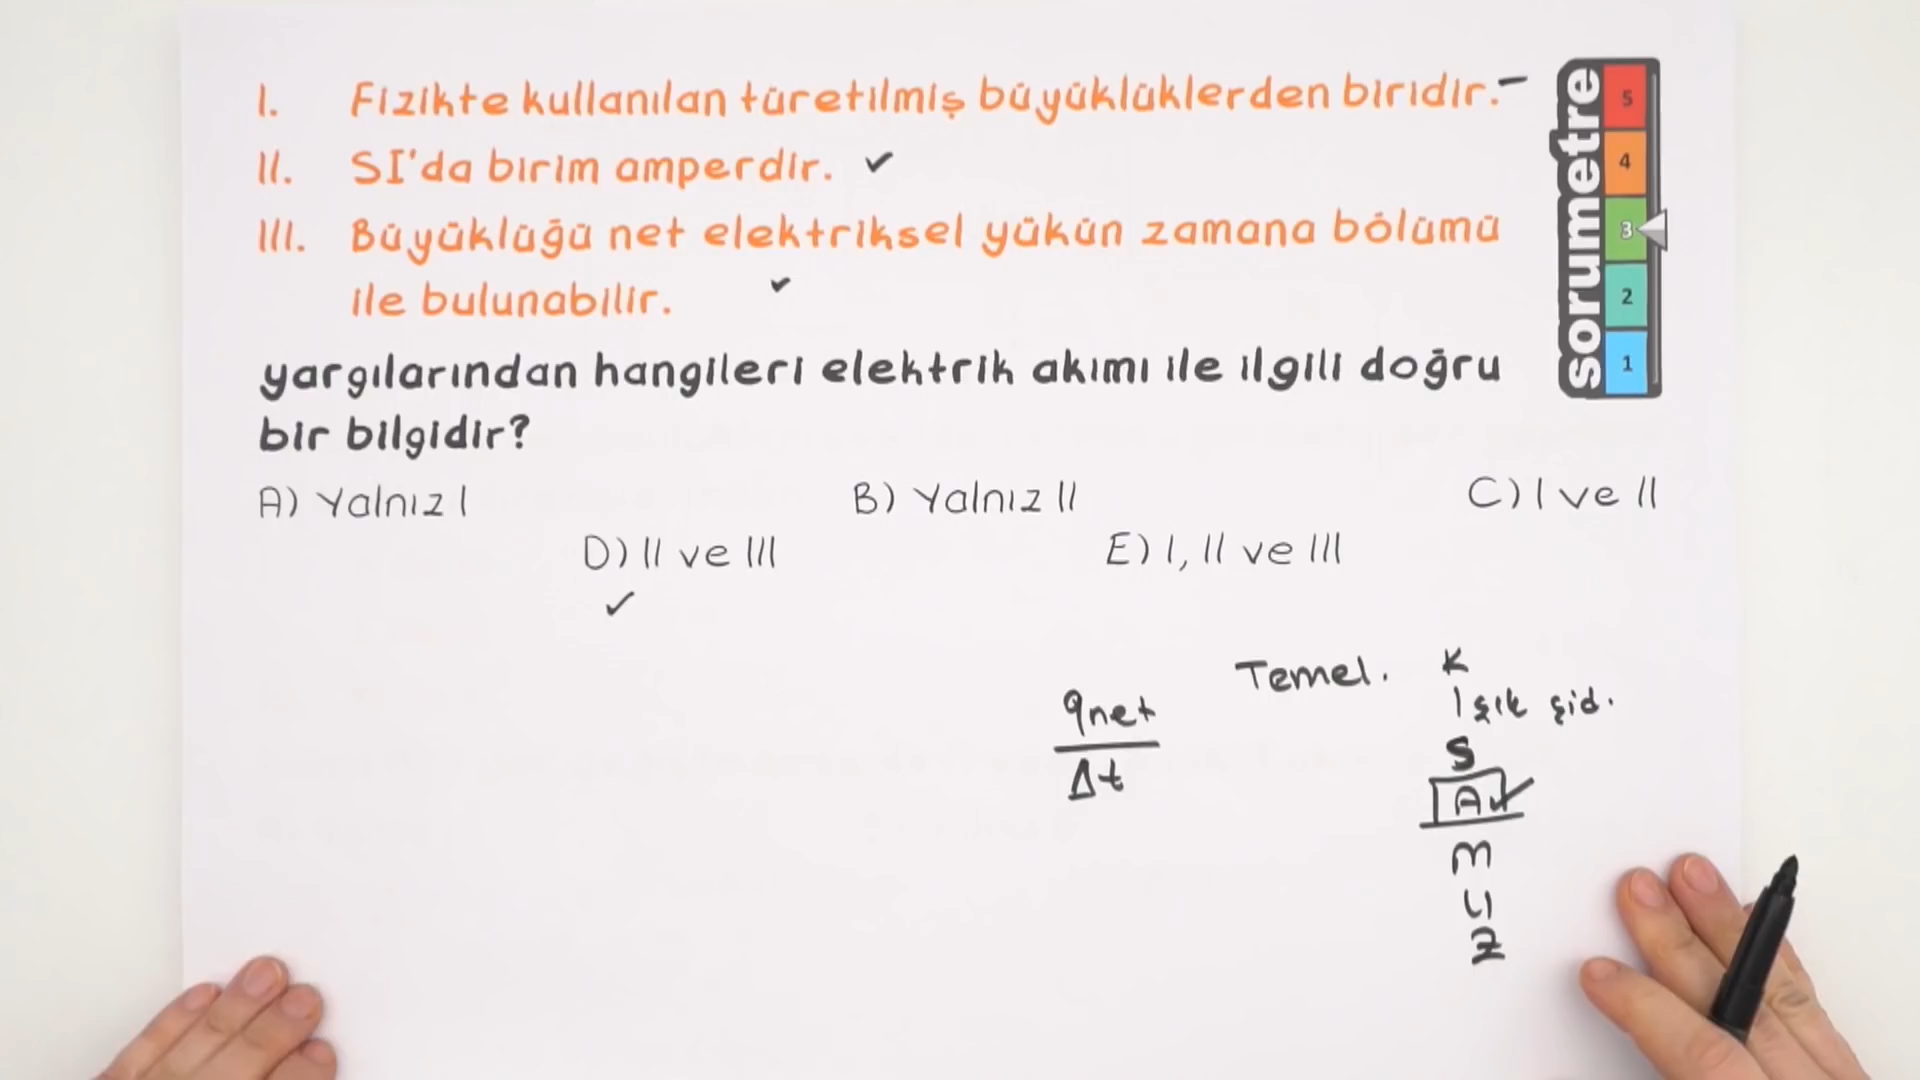 I. Fizikte kullanılan türetilmiş büyüklüklerden biridir. -
II. SI'da birim amperdir. ✓
III. Büyüklüğü net elektriksel yükün zamana bölümü
ile bulunabilir. ✓
yargılarından hangileri elektrik akımı ile ilgili doğru
bir bilgidir?
A) Yalnız I B) Yalnız II C) I ve II
D) II ve III E) I, II ve III
✓
qnet
Δt
Temel. K
Işık şid.
S
A ✓
M
U
Z
sorumetre
5
4
3
2
1